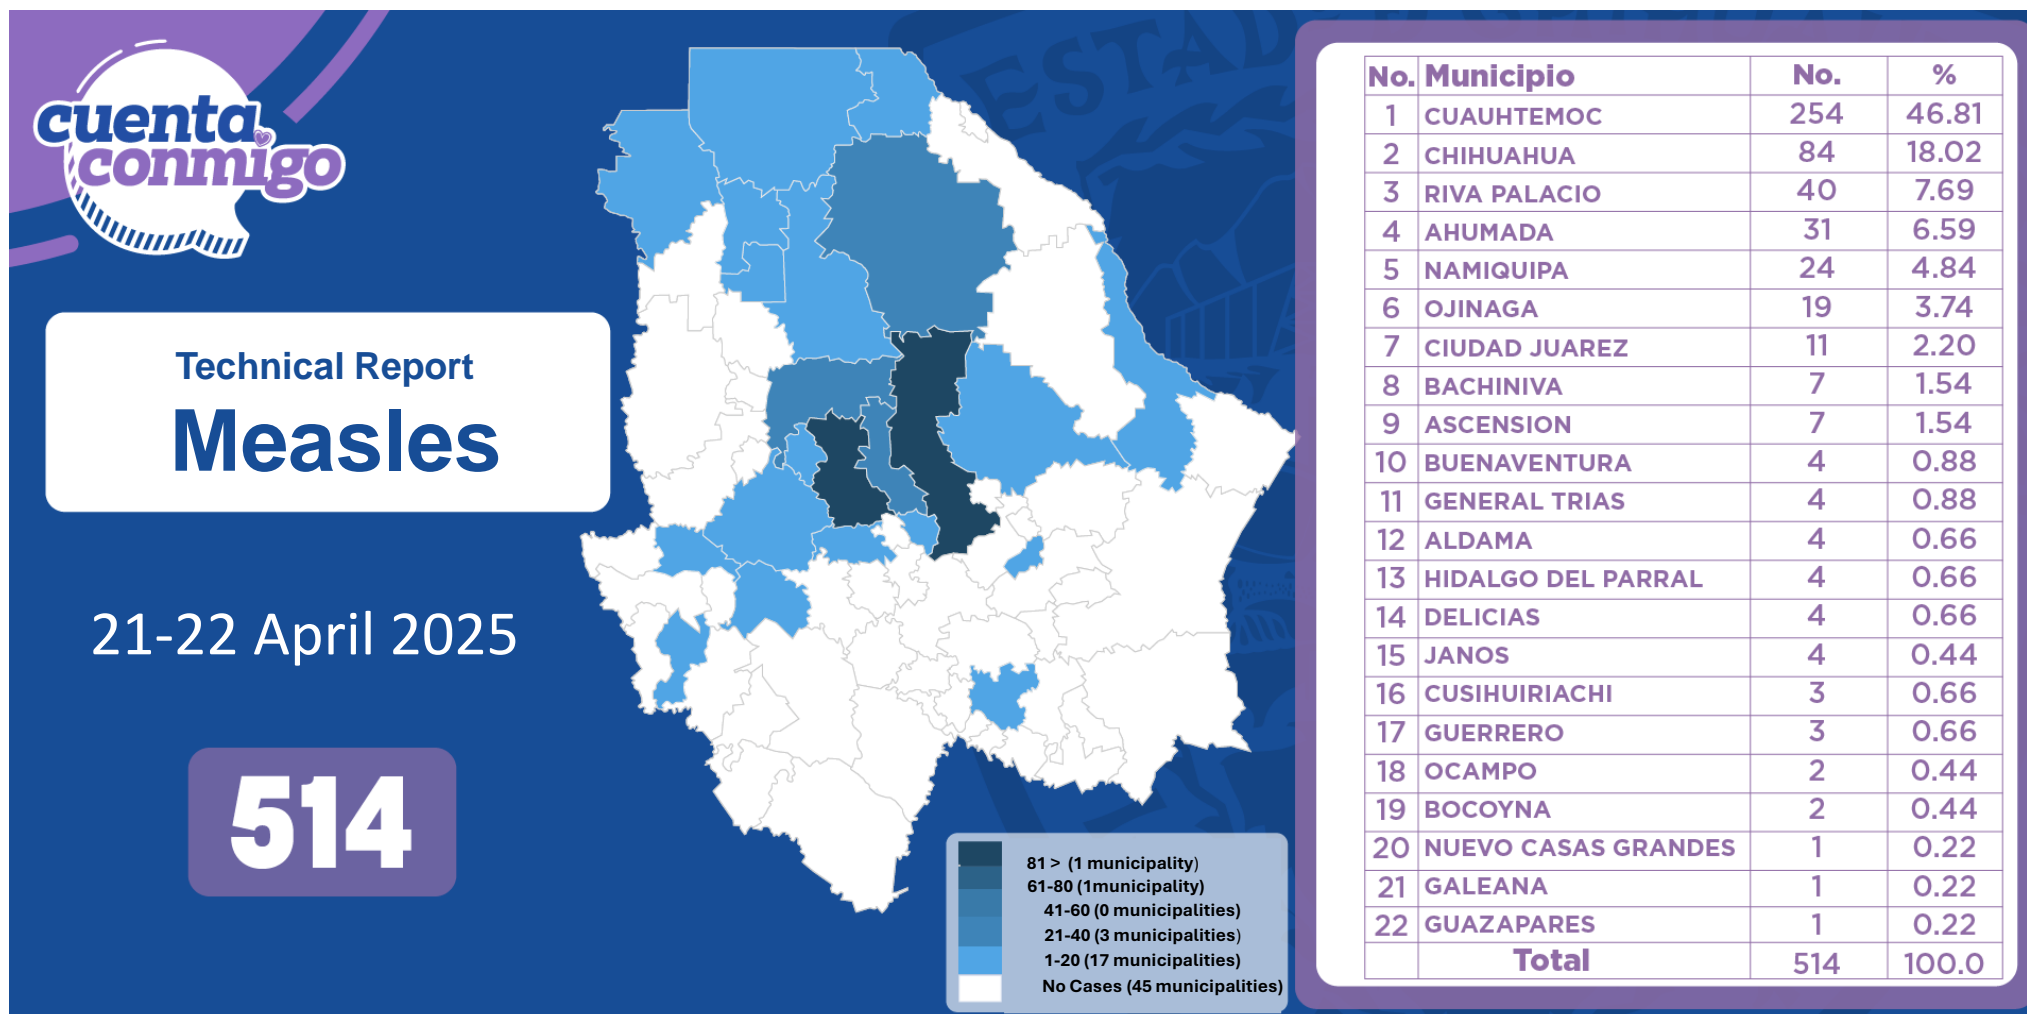 cuenta
conmigo
Technical Report
Measles
21-22 April 2025
514
ESTAD
81 > (1 municipality)
61-80 (1municipality)
41-60 (0 municipalities)
21-40 (3 municipalities)
1-20 (17 municipalities)
No Cases (45 municipalities)
No. Municipio No. %
1 CUAUHTEMOC 254 46.81
2 CHIHUAHUA 84 18.02
3 RIVA PALACIO 40 7.69
4 AHUMADA 31 6.59
5 NAMIQUIPA 24 4.84
6 OJINAGA 19 3.74
7 CIUDAD JUAREZ 11 2.20
8 BACHINIVA 7 1.54
9 ASCENSION 7 1.54
10 BUENAVENTURA 4 0.88
11 GENERAL TRIAS 4 0.88
12 ALDAMA 4 0.66
13 HIDALGO DEL PARRAL 4 0.66
14 DELICIAS 4 0.66
15 JANOS 4 0.44
16 CUSIHUIRIACHI 3 0.66
17 GUERRERO 3 0.66
18 OCAMPO 2 0.44
19 BOCOYNA 2 0.44
20 NUEVO CASAS GRANDES 1 0.22
21 GALEANA 1 0.22
22 GUAZAPARES 1 0.22
Total 514 100.0